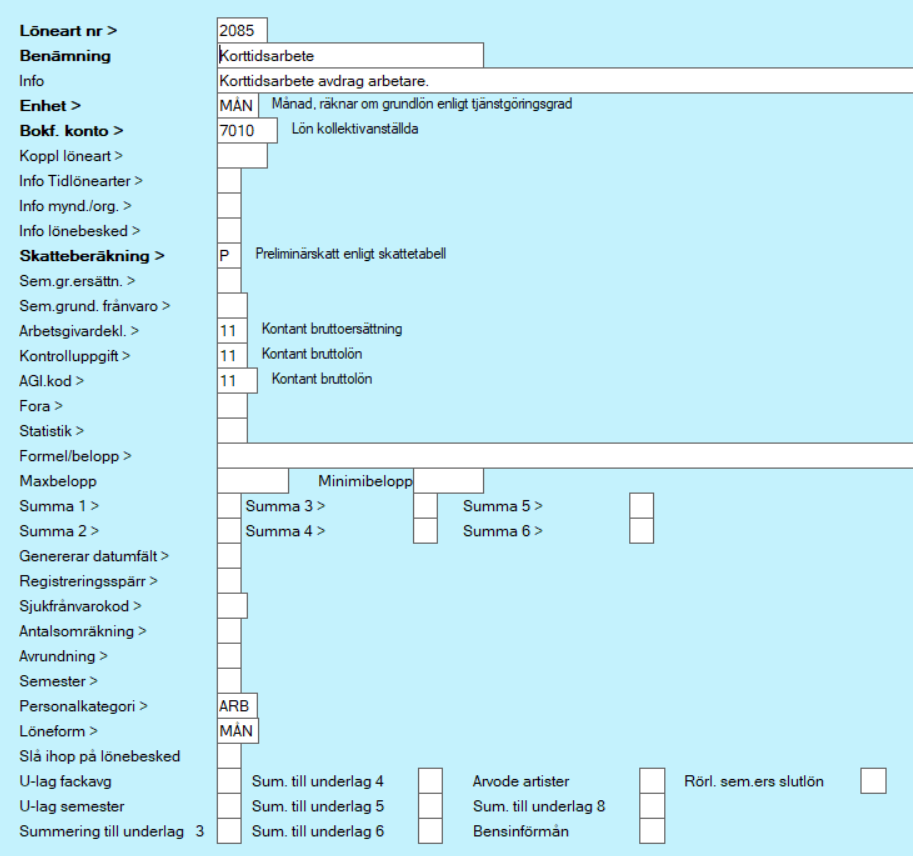 Löneart nr > 2085
Benämning Korttidsarbete
Info Korttidsarbete avdrag arbetare.
Enhet > MÅN Månad, räknar om grundlön enligt tjänstgöringsgrad
Bokf. konto > 7010 Lön kollektivanställda
Koppl löneart >
Info Tidlönearter >
Info mynd./org. >
Info lönebesked >
Skatteberäkning > P Preliminärskatt enligt skattetabell
Sem.gr.ersättn. >
Sem.grund. frånvaro >
Arbetsgivardekl. > 11 Kontant bruttoersättning
Kontrolluppgift > 11 Kontant bruttolön
AGI.kod > 11 Kontant bruttolön
Fora >
Statistik >
Formel/belopp >
Maxbelopp Minimibelopp
Summa 1 > Summa 3 > Summa 5 >
Summa 2 > Summa 4 > Summa 6 >
Genererar datumfält >
Registreringsspärr >
Sjukfrånvarokod >
Antalsomräkning >
Avrundning >
Semester >
Personalkategori > ARB
Löneform > MÅN
Slå ihop på lönebesked
U-lag fackavg Sum. till underlag 4 Arvode artister Rörl. sem.ers slutlön
U-lag semester Sum. till underlag 5 Sum. till underlag 8
Summering till underlag 3 Sum. till underlag 6 Bensinförmån